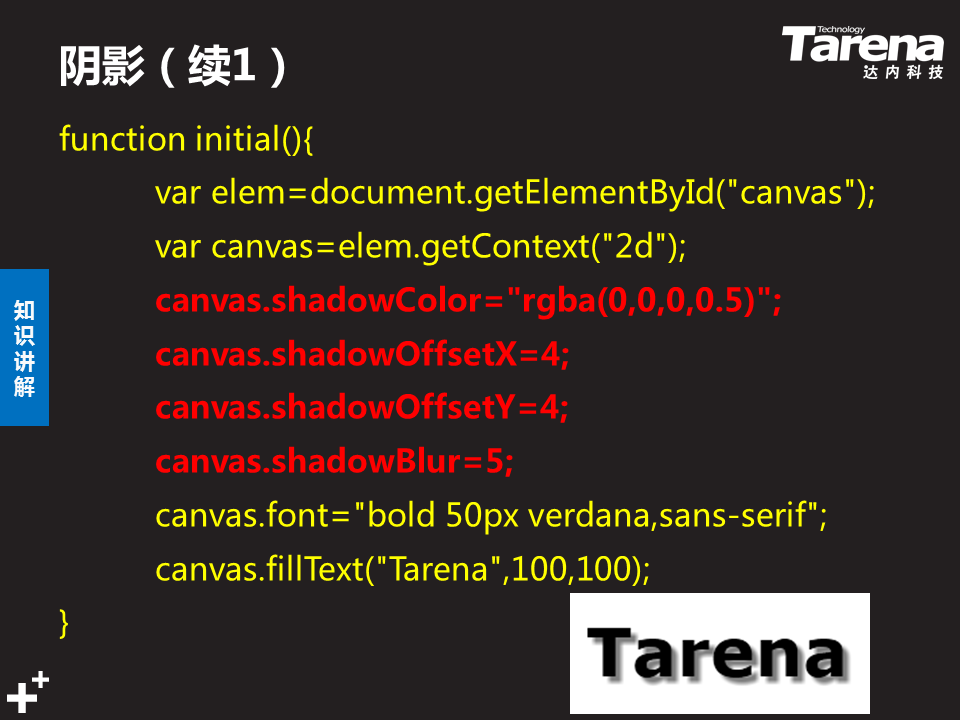 阴影（续1）
Technology
Tarena
达内科技
function initial(){
var elem=document.getElementById("canvas");
var canvas=elem.getContext("2d");
canvas.shadowColor="rgba(0,0,0,0.5)";
canvas.shadowOffsetX=4;
canvas.shadowOffsetY=4;
canvas.shadowBlur=5;
canvas.font="bold 50px verdana,sans-serif";
canvas.fillText("Tarena",100,100);
}
知
识
讲
解
Tarena